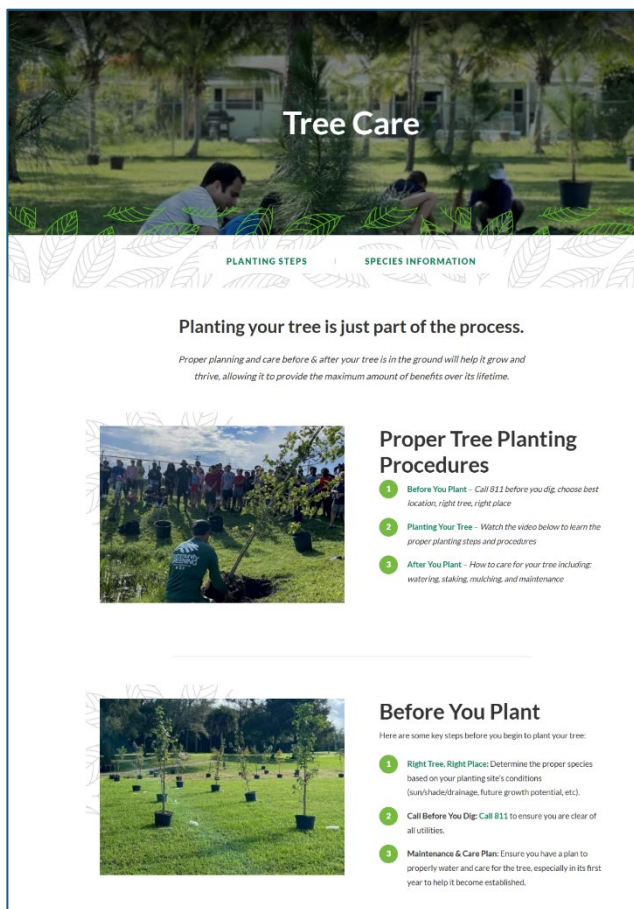 Tree Care
PLANTING STEPS | SPECIES INFORMATION
Planting your tree is just part of the process.
Proper planning and care before & after your tree is in the ground will help it grow and
thrive, allowing it to provide the maximum amount of benefits over its lifetime.
Proper Tree Planting
Procedures
1 Before You Plant – Call 811 before you dig, choose best
location, right tree, right place
2 Planting Your Tree – Watch the video below to learn the
proper planting steps and procedures
3 After You Plant – How to care for your tree including:
watering, staking, mulching, and maintenance
GREENING
Before You Plant
Here are some key steps before you begin to plant your tree:
1 Right Tree, Right Place: Determine the proper species
based on your planting site's conditions
(sun/shade/drainage, future growth potential, etc).
2 Call Before You Dig: Call 811 to ensure you are clear of
all utilities.
3 Maintenance & Care Plan: Ensure you have a plan to
properly water and care for the tree, especially in its first
year to help it become established.